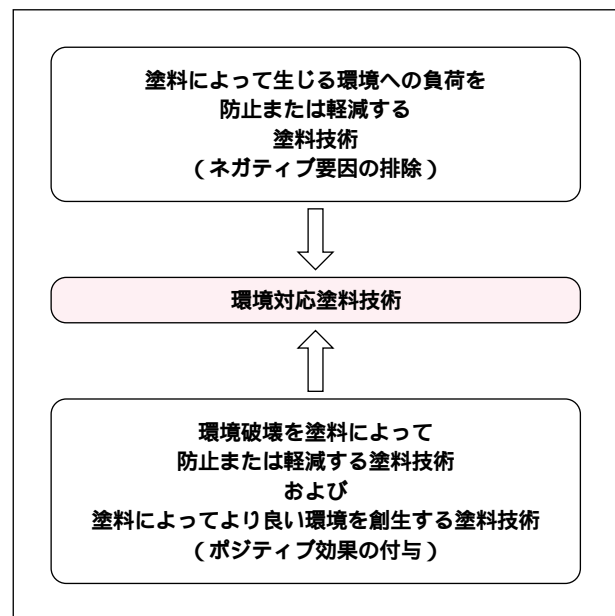 塗料によって生じる環境への負荷を
防止または軽減する
塗料技術
(ネガティブ要因の排除)
環境対応塗料技術
環境破壊を塗料によって
防止または軽減する塗料技術
および
塗料によってより良い環境を創生する塗料技術
(ポジティブ効果の付与)